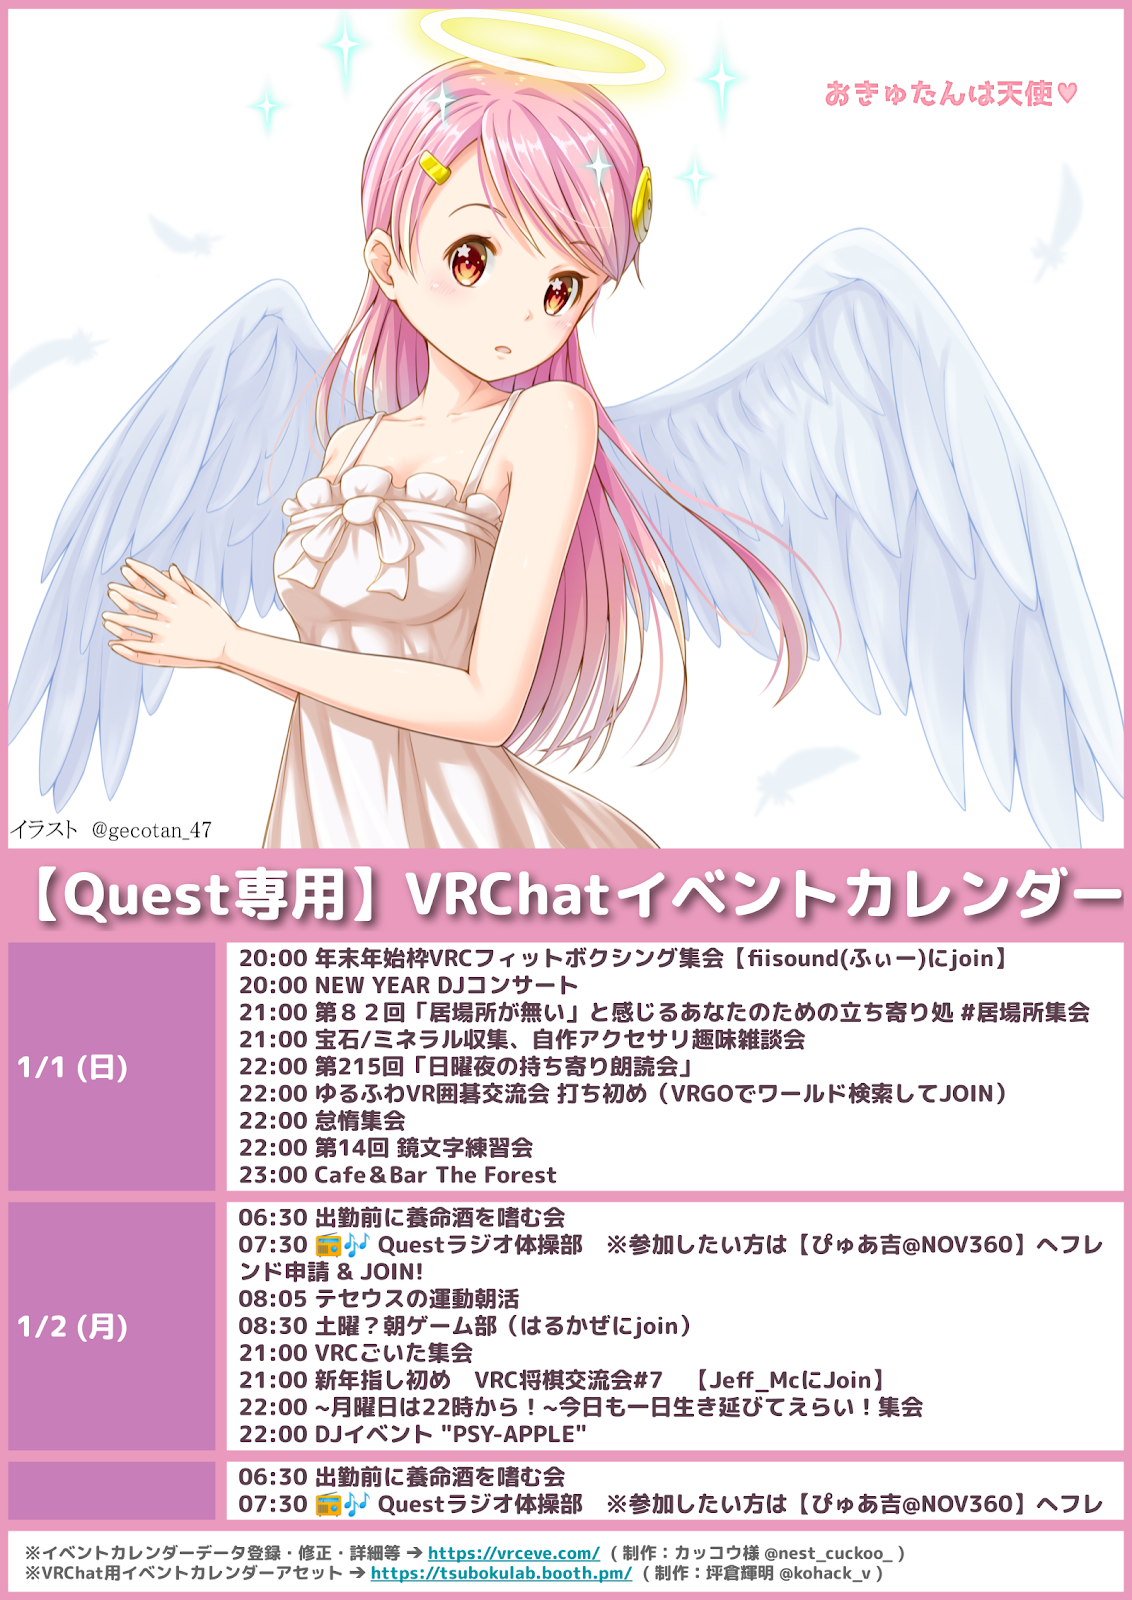 おきゅたんは天使♥
イラスト @gecotan_47
【Quest専用】VRChatイベントカレンダー
1/1 (日)
20:00 年末年始枠VRCフィットボクシング集会【fiisound(ふぃー)にjoin】
20:00 NEW YEAR DJコンサート
21:00 第８２回「居場所が無い」と感じるあなたのための立ち寄り処 #居場所集会
21:00 宝石/ミネラル収集、自作アクセサリ趣味雑談会
22:00 第215回「日曜夜の持ち寄り朗読会」
22:00 ゆるふわVR囲碁交流会 打ち初め（VRGOでワールド検索してJOIN）
22:00 怠惰集会
22:00 第14回 鏡文字練習会
23:00 Cafe＆Bar The Forest
1/2 (月)
06:30 出勤前に養命酒を嗜む会
07:30 📻🎶 Questラジオ体操部　※参加したい方は【ぴゅあ吉@NOV360】へフレ
ンド申請 & JOIN!
08:05 テセウスの運動朝活
08:30 土曜？朝ゲーム部（はるかぜにjoin）
21:00 VRCごいた集会
21:00 新年指し初め　VRC将棋交流会#7　【Jeff_McにJoin】
22:00 ~月曜日は22時から！~今日も一日生き延びてえらい！集会
22:00 DJイベント "PSY-APPLE"
06:30 出勤前に養命酒を嗜む会
07:30 📻🎶 Questラジオ体操部　※参加したい方は【ぴゅあ吉@NOV360】へフレ
※イベントカレンダーデータ登録・修正・詳細等 ➔ https://vrceve.com/ （ 制作：カッコウ様 @nest_cuckoo_ ）
※VRChat用イベントカレンダーアセット ➔ https://tsubokulab.booth.pm/ （ 制作：坪倉輝明 @kohack_v ）